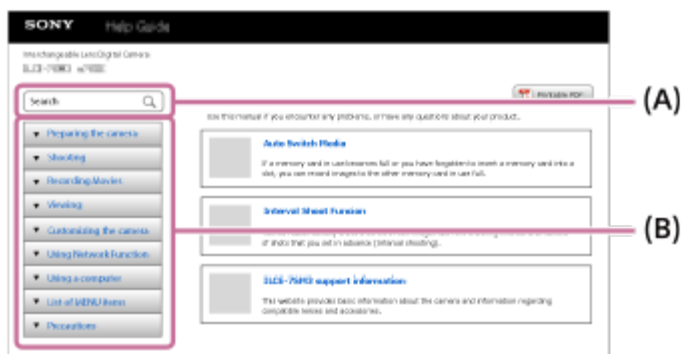 SONY Help Guide
Interchangeable Lens Digital Camera
Search
Printable PDF
(A)
Use this manual if you encounter any problems, or have any questions about your product.
Preparing the camera
Shooting
Recording Movies
Viewing
Customizing the camera
Using Network Function
Using a computer
List of MENU items
Precautions
(B)
Auto Switch Media
If a memory card in use becomes full or you have forgotten to insert a memory card into a
slot, you can record images to the other memory card in use full.
Interval Shoot Funcion
of shots that you set in advance (Interval shooting).
ILCE-7SM3 support information
This website provides basic information about the camera and information regarding
compatible lenses and accessories.